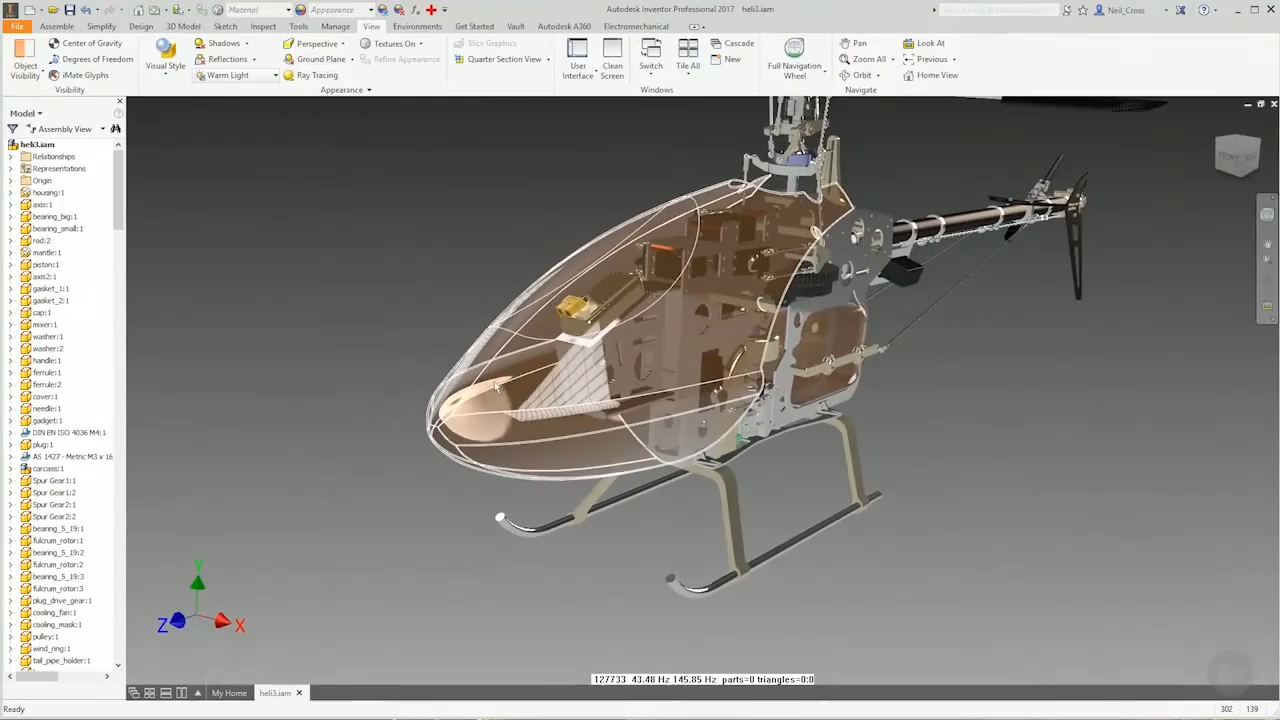 Material
Appearance
Autodesk Inventor Professional 2017 heli3.iam
Neil_Cross
File Assemble Simplify Design 3D Model Sketch Inspect Tools Manage View Environments Get Started Vault Autodesk A360 Electromechanical
Object Visibility
Center of Gravity
Degrees of Freedom
iMate Glyphs
Visibility
Visual Style
Shadows
Reflections
Warm Light
Perspective
Ground Plane
Ray Tracing
Textures On
Refine Appearance
Appearance
Slice Graphics
Quarter Section View
User Interface
Clean Screen
Switch
Tile All
Cascade
New
Windows
Full Navigation Wheel
Pan
Zoom All
Orbit
Look At
Previous
Home View
Navigate
Model
Assembly View
heli3.iam
Relationships
Representations
Origin
housing:1
axis:1
bearing_big:1
bearing_small:1
rod:2
mantle:1
piston:1
axis2:1
gasket_1:1
gasket_2:1
cap:1
mixer:1
washer:1
washer:2
handle:1
ferrule:1
ferrule:2
cover:1
needle:1
gadget:1
DIN EN ISO 4036 M4:1
plug:1
AS 1427 - Metric M3 x 16
carcass:1
Spur Gear1:1
Spur Gear1:2
Spur Gear2:1
Spur Gear2:2
bearing_5_19:1
fulcrum_rotor:1
bearing_5_19:2
fulcrum_rotor:2
bearing_5_19:3
fulcrum_rotor:3
plug_drive_gear:1
cooling_fan:1
cooling_mask:1
pulley:1
wind_ring:1
tail_pipe_holder:1
FRONT
Y
Z X
127733 43.48 Hz 145.85 Hz parts=0 triangles=0:0
My Home heli3.iam
Ready
302 139